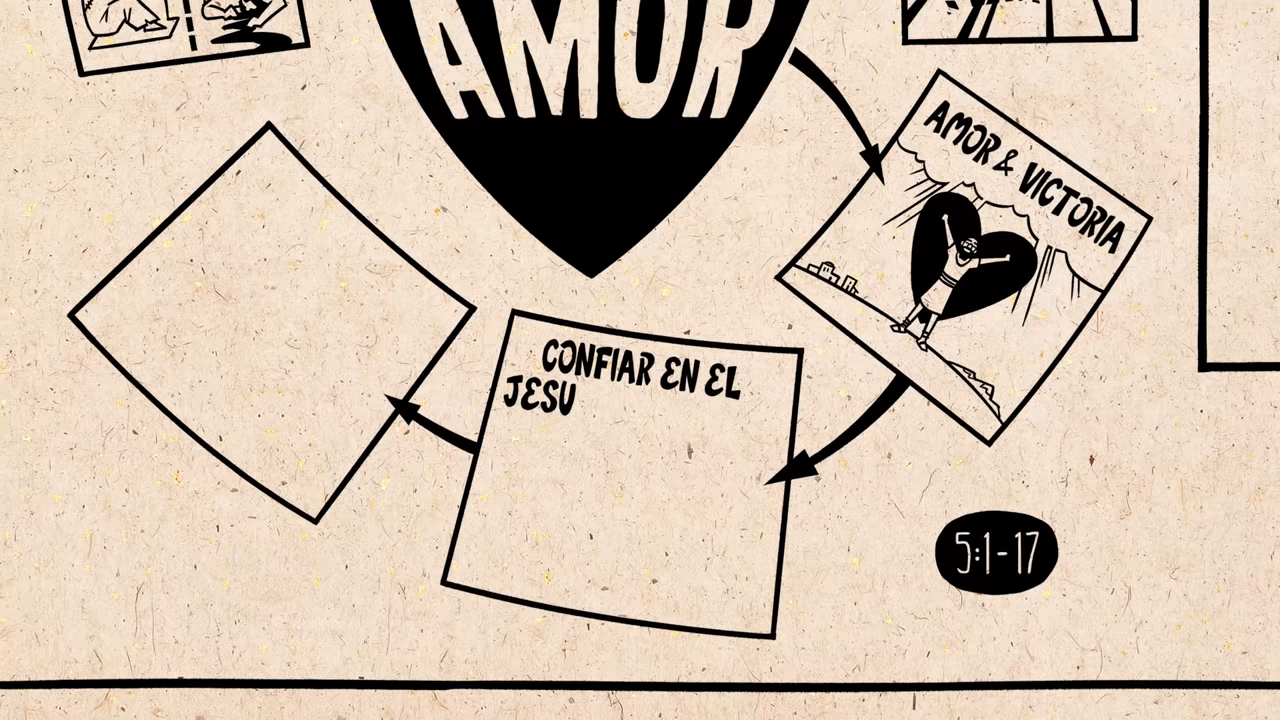 AMOR
AMOR & VICTORIA
CONFIAR EN EL
JESU
5:1-17